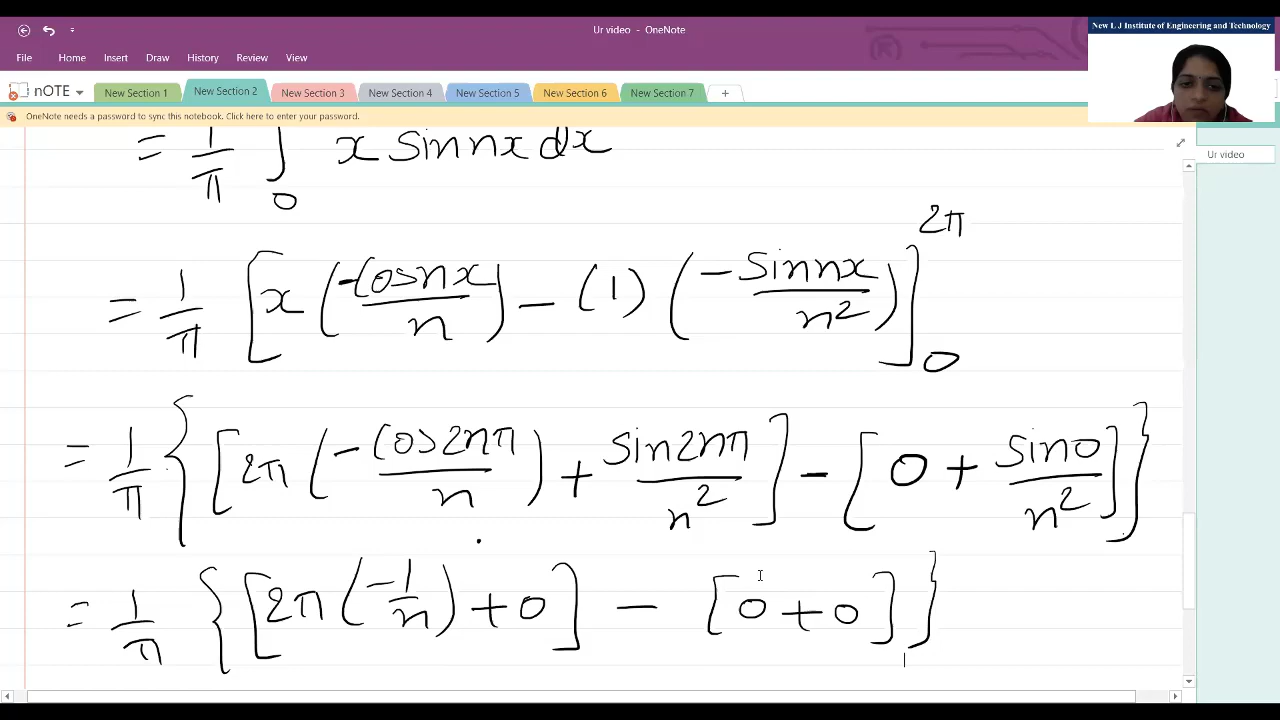 New L J Institute of Engineering and Technology
Ur video - OneNote
File Home Insert Draw History Review View
nOTE New Section 1 New Section 2 New Section 3 New Section 4 New Section 5 New Section 6 New Section 7 +
OneNote needs a password to sync this notebook. Click here to enter your password.
Ur video
= 1/π ∫0 x sin nx dx
= 1/π [x (-cos nx / n) - (1) (-sin nx / n²)]0 2π
= 1/π {[2π (-cos 2nπ / n) + sin 2nπ / n²] - [0 + sin 0 / n²]}
= 1/π {[2π (-1/n) + 0] - [0 + 0]}